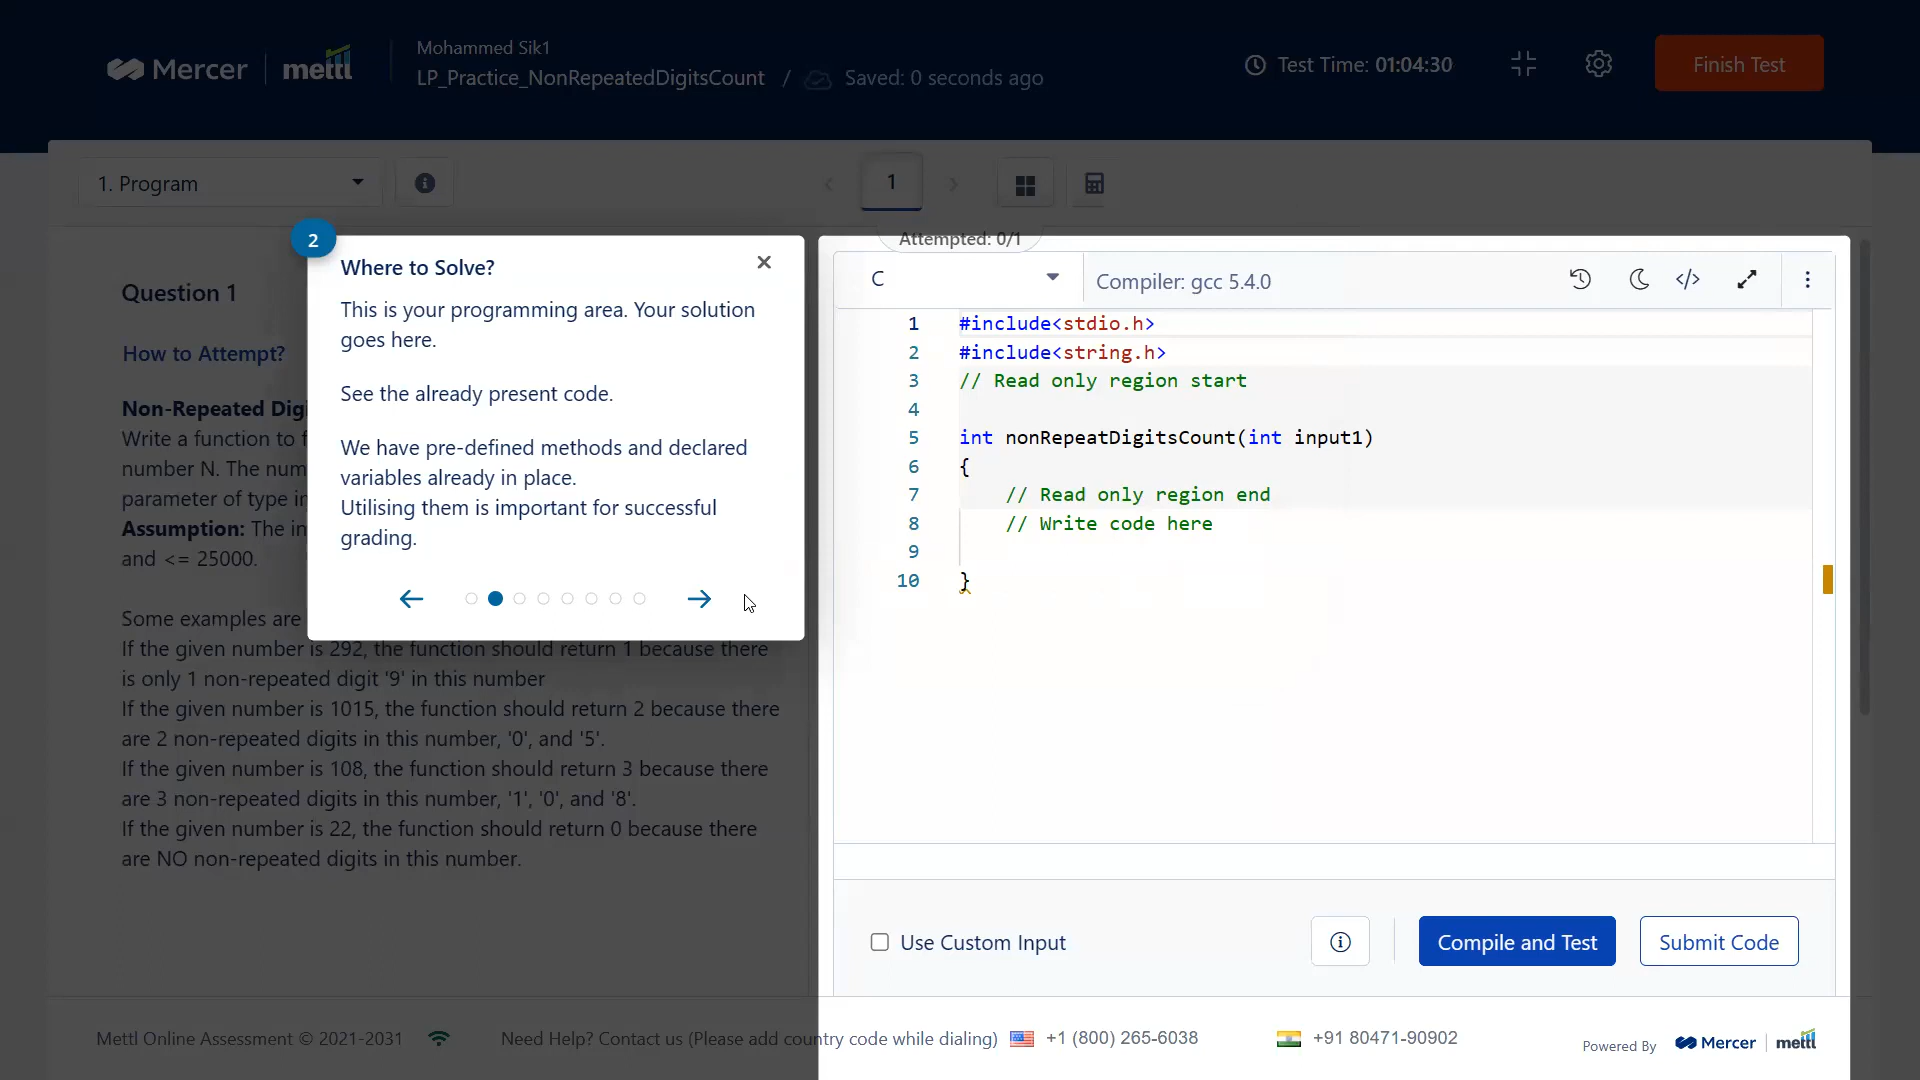 Mercer
mettl
Mohammed Sik1
LP_Practice_NonRepeatedDigitsCount / Saved: 0 seconds ago
Test Time: 01:04:30
Finish Test
1. Program
1
Attempted: 0/1
Question 1
How to Attempt?
Non-Repeated Digi
Write a function to f
number N. The num
parameter of type in
Assumption: The in
and <= 25000.
Some examples are
If the given number is 292, the function should return 1 because there
is only 1 non-repeated digit '9' in this number
If the given number is 1015, the function should return 2 because there
are 2 non-repeated digits in this number, '0', and '5'.
If the given number is 108, the function should return 3 because there
are 3 non-repeated digits in this number, '1', '0', and '8'.
If the given number is 22, the function should return 0 because there
are NO non-repeated digits in this number.
2
Where to Solve?
This is your programming area. Your solution
goes here.
See the already present code.
We have pre-defined methods and declared
variables already in place.
Utilising them is important for successful
grading.
C
Compiler: gcc 5.4.0
1 #include<stdio.h>
2 #include<string.h>
3 // Read only region start
4
5 int nonRepeatDigitsCount(int input1)
6 {
7 // Read only region end
8 // Write code here
9
10 }
Use Custom Input
Compile and Test
Submit Code
Mettl Online Assessment © 2021-2031
Need Help? Contact us (Please add country code while dialing)
+1 (800) 265-6038
+91 80471-90902
Powered By
Mercer
mettl